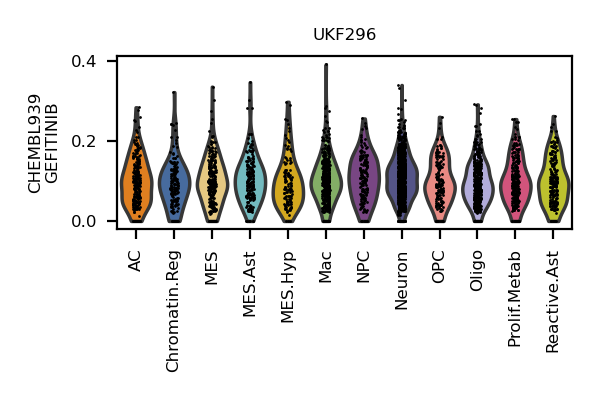 UKF296
CHEMBL939
GEFITINIB
0.4
0.2
0.0
AC
Chromatin.Reg
MES
MES.Ast
MES.Hyp
Mac
NPC
Neuron
OPC
Oligo
Prolif.Metab
Reactive.Ast